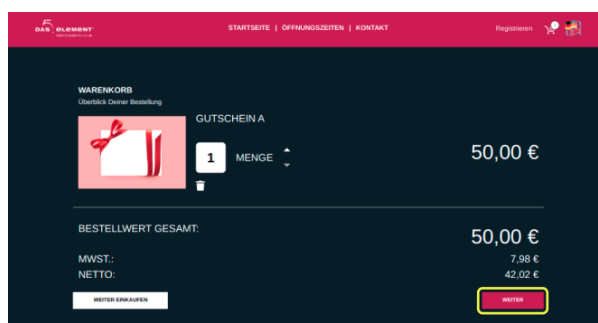 DAS 5 ELEMENT
STARTSEITE | ÖFFNUNGSZEITEN | KONTAKT
Registrieren
WARENKORB
Überblick Deiner Bestellung
GUTSCHEIN A
1 MENGE
50,00 €
BESTELLWERT GESAMT:
50,00 €
MWST.:
7,98 €
NETTO:
42,02 €
WEITER EINKAUFEN
WEITER